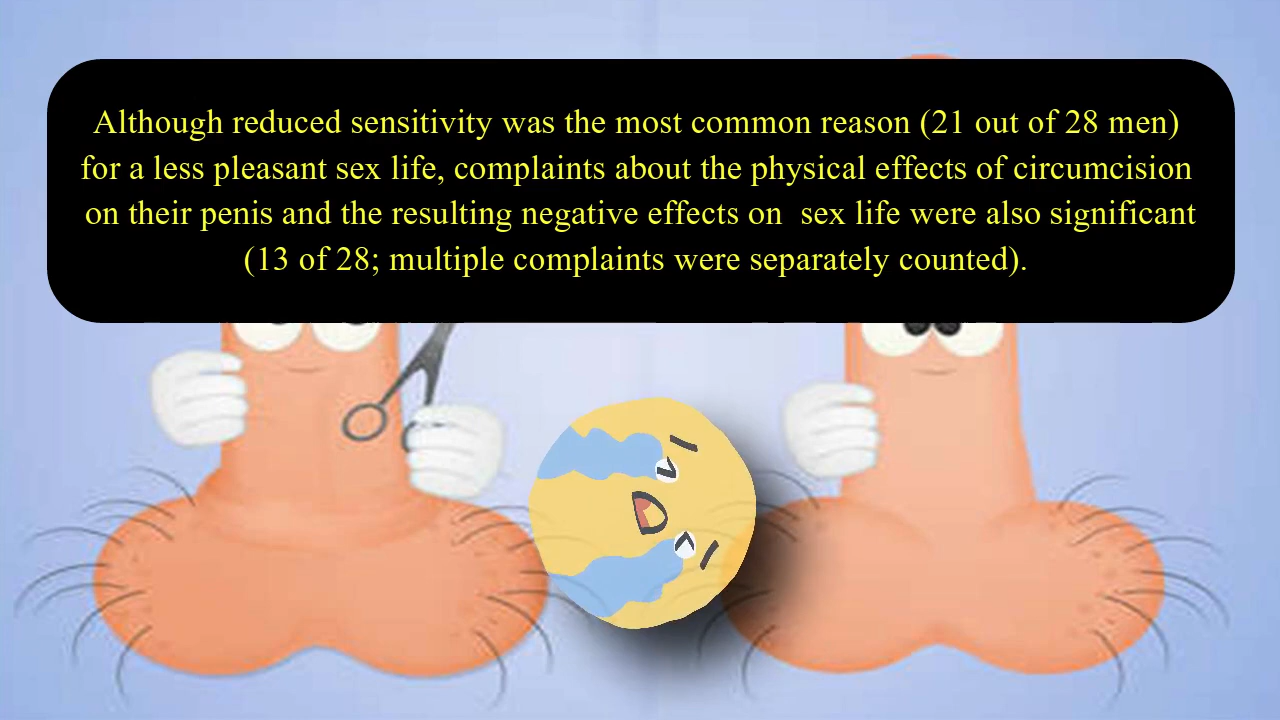 Although reduced sensitivity was the most common reason (21 out of 28 men)
for a less pleasant sex life, complaints about the physical effects of circumcision
on their penis and the resulting negative effects on  sex life were also significant
(13 of 28; multiple complaints were separately counted).